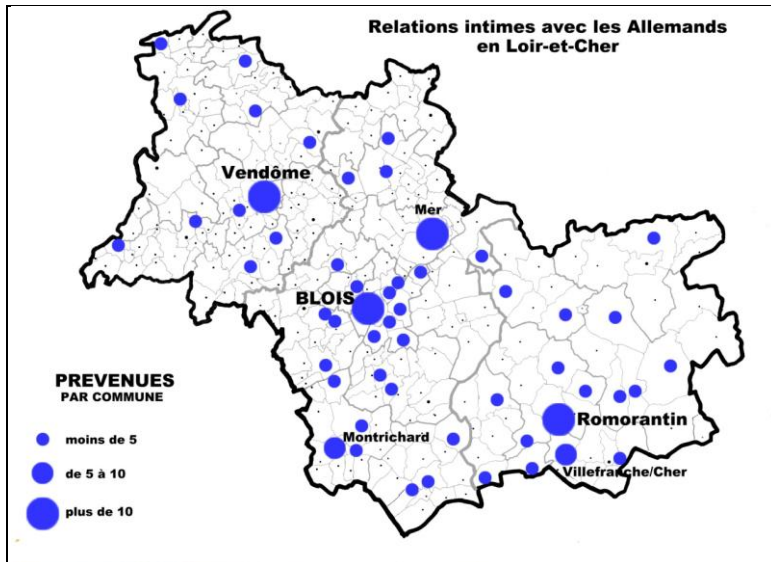 Relations intimes avec les Allemands
en Loir-et-Cher
Vendôme
Mer
BLOIS
PREVENUES
PAR COMMUNE
moins de 5
de 5 à 10
plus de 10
Romorantin
Montrichard
Villefranche/Cher